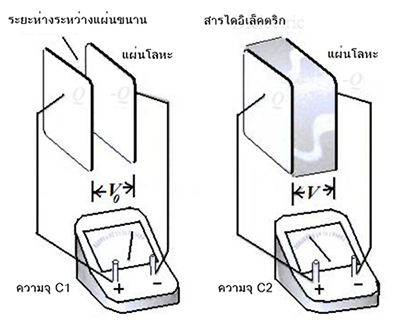 ระยะห่างระหว่างแผ่นขนาน
แผ่นโลหะ
Q
-Q
V₀
ความจุ C1
+ −
สารไดอิเล็คตริก
แผ่นโลหะ
Q
-Q
V
ความจุ C2
+ −